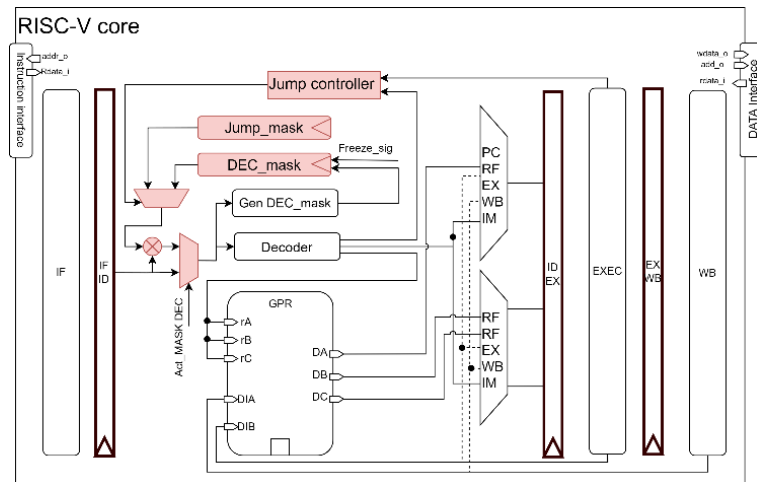 RISC-V core
Instruction interface
addr_o
Rdata_i
wdata_o
add_o
rdata_i
DATA Interface
Jump controller
Jump_mask
DEC_mask
Freeze_sig
Gen DEC_mask
Decoder
PC
RF
EX
WB
IM
IF
IF
ID
Act_MASK DEC
GPR
rA
rB
rC
DIA
DIB
DA
DB
DC
RF
RF
EX
WB
IM
ID
EX
EXEC
EX
WB
WB